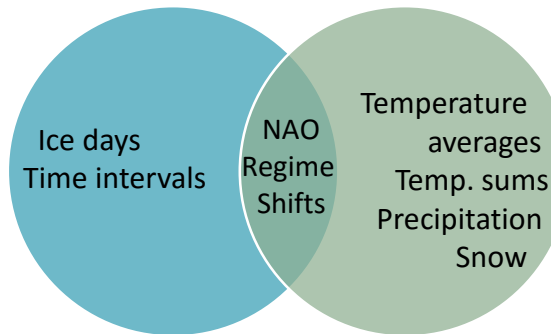 Ice days
Time intervals
NAO
Regime
Shifts
Temperature
averages
Temp. sums
Precipitation
Snow